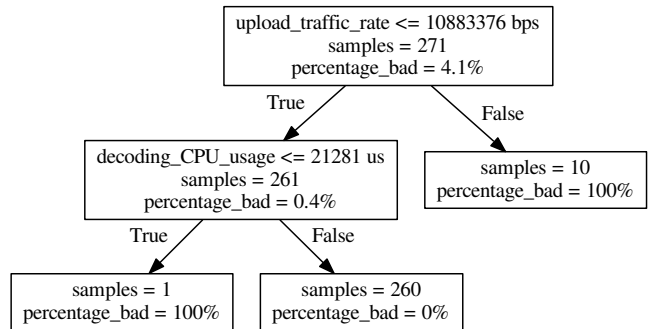 upload_traffic_rate <= 10883376 bps
samples = 271
percentage_bad = 4.1%
True
False
decoding_CPU_usage <= 21281 us
samples = 261
percentage_bad = 0.4%
samples = 10
percentage_bad = 100%
True
False
samples = 1
percentage_bad = 100%
samples = 260
percentage_bad = 0%